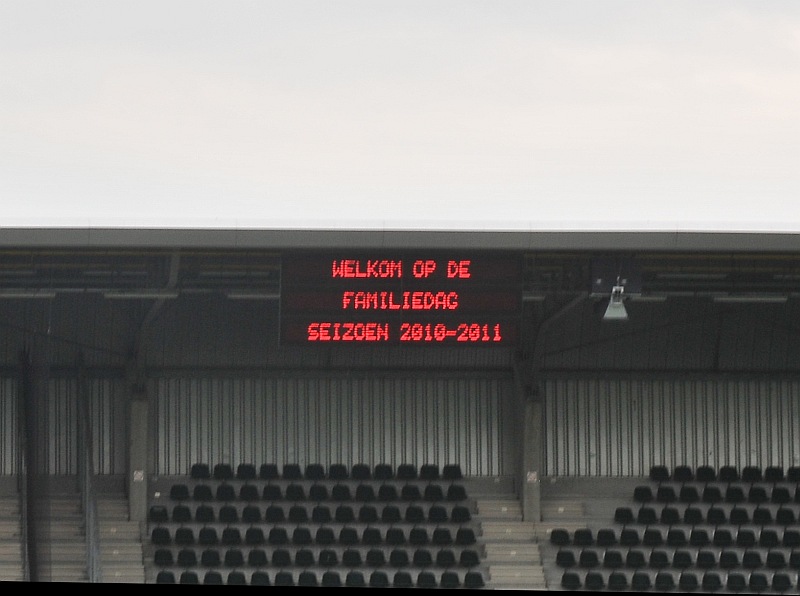 WELKOM OP DE
FAMILIEDAG
SEIZOEN 2010-2011